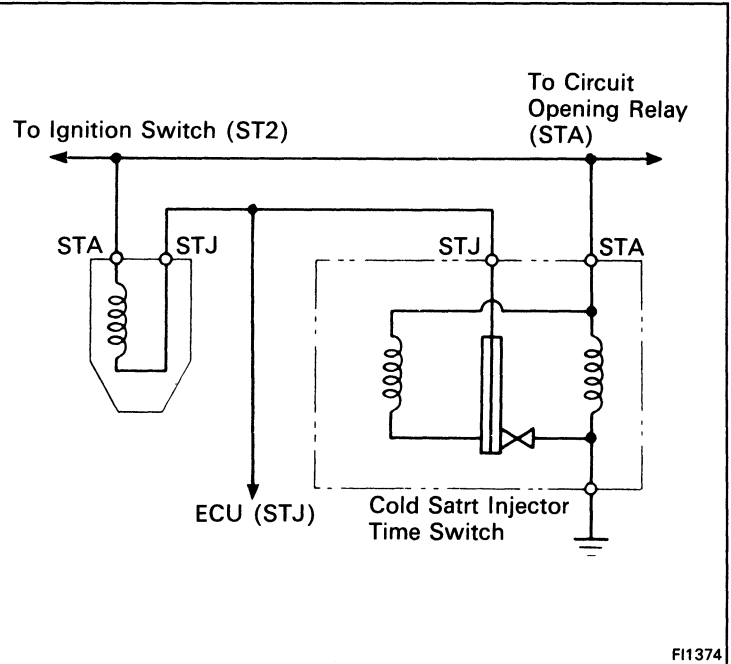 To Circuit
Opening Relay
(STA)
To Ignition Switch (ST2)
STA
STJ
STJ
STA
ECU (STJ)
Cold Satrt Injector
Time Switch
FI1374